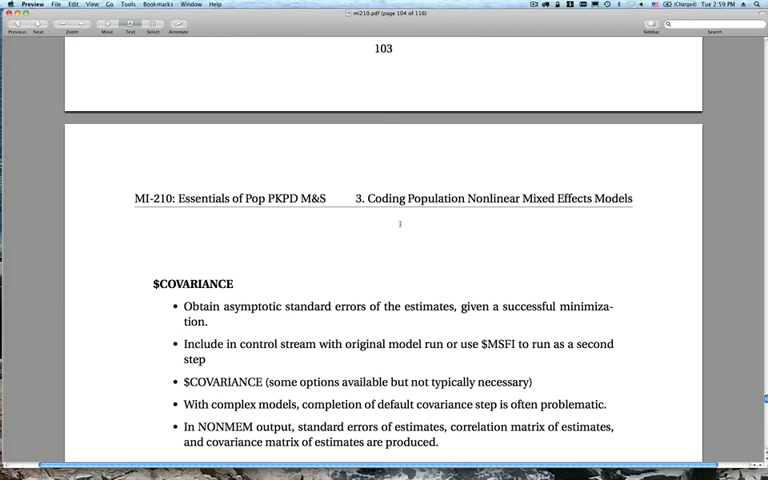 Preview File Edit View Go Tools Bookmarks Window Help
(Charged) Tue 2:59 PM
mi210.pdf (page 104 of 116)
Previous Next Zoom Move Text Select Annotate Sidebar Search
103
MI-210: Essentials of Pop PKPD M&S 3. Coding Population Nonlinear Mixed Effects Models
$COVARIANCE
• Obtain asymptotic standard errors of the estimates, given a successful minimiza-
tion.
• Include in control stream with original model run or use $MSFI to run as a second
step
• $COVARIANCE (some options available but not typically necessary)
• With complex models, completion of default covariance step is often problematic.
• In NONMEM output, standard errors of estimates, correlation matrix of estimates,
and covariance matrix of estimates are produced.